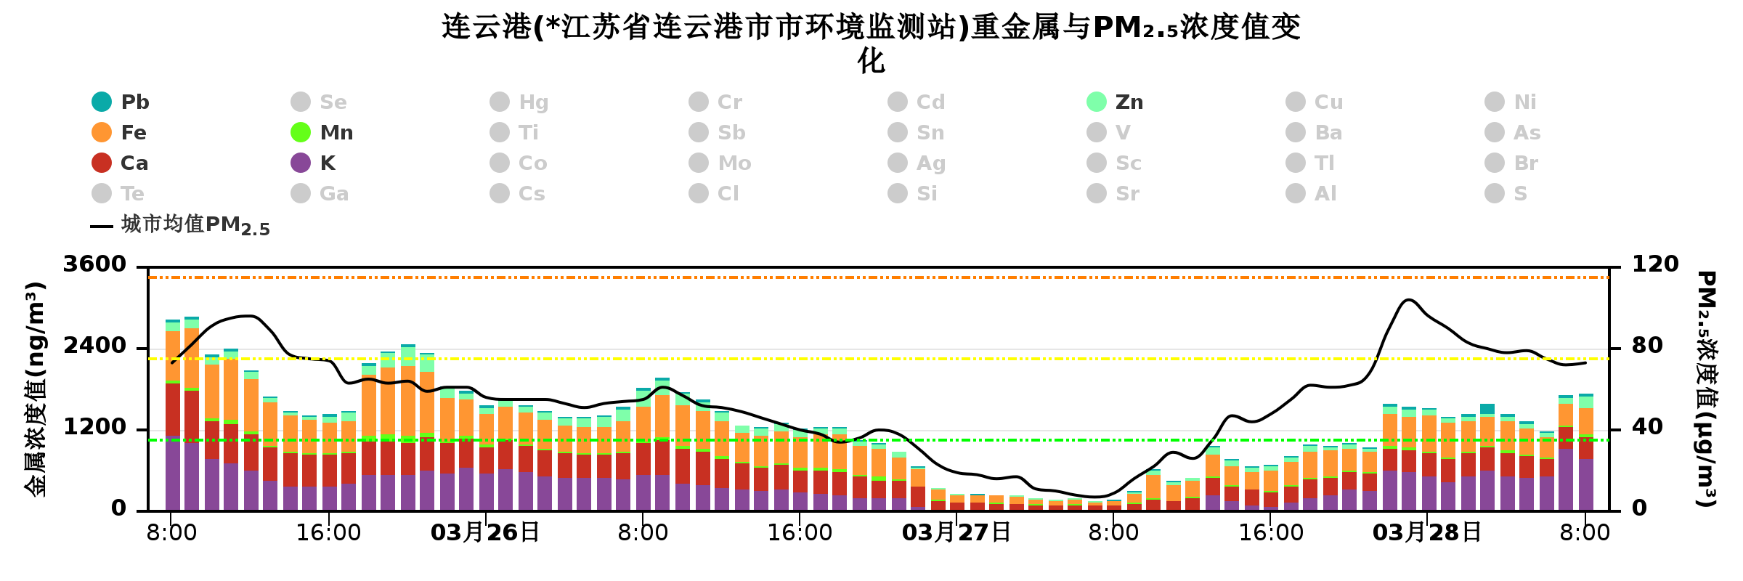 连云港(*江苏省连云港市市环境监测站)重金属与PM₂.₅浓度值变
化
Pb Se Hg Cr Cd Zn Cu Ni
Fe Mn Ti Sb Sn V Ba As
Ca K Co Mo Ag Sc Tl Br
Te Ga Cs Cl Si Sr Al S
城市均值PM₂.₅
3600 120
2400 80
1200 40
0 0
金属浓度值(ng/m³)
PM₂.₅浓度值(μg/m³)
8:00 16:00 03月26日 8:00 16:00 03月27日 8:00 16:00 03月28日 8:00